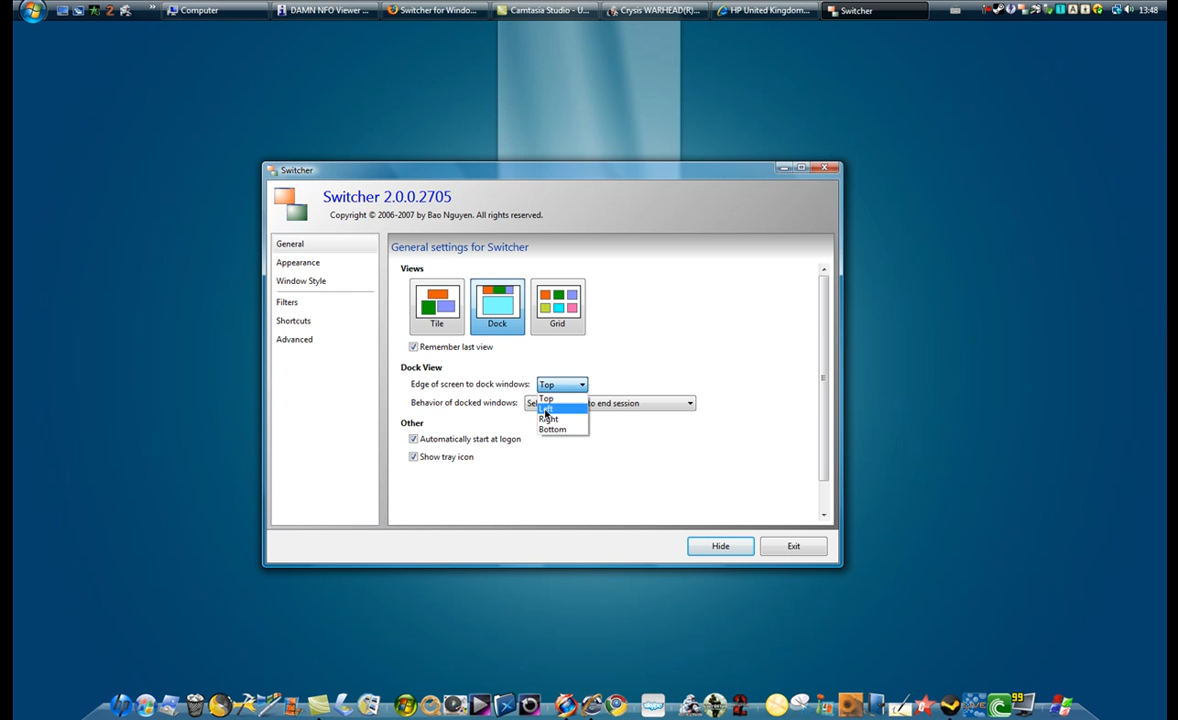 Computer
DAMN NFO Viewer ...
Switcher for Windo...
Camtasia Studio - U...
Crysis WARHEAD(R)...
HP United Kingdom...
Switcher
13:48
Switcher
Switcher 2.0.0.2705
Copyright © 2006-2007 by Bao Nguyen. All rights reserved.
General
Appearance
Window Style
Filters
Shortcuts
Advanced
General settings for Switcher
Views
Tile
Dock
Grid
Remember last view
Dock View
Edge of screen to dock windows:
Top
Top
Left
Right
Bottom
Behavior of docked windows:
to end session
Other
Automatically start at logon
Show tray icon
Hide
Exit
99